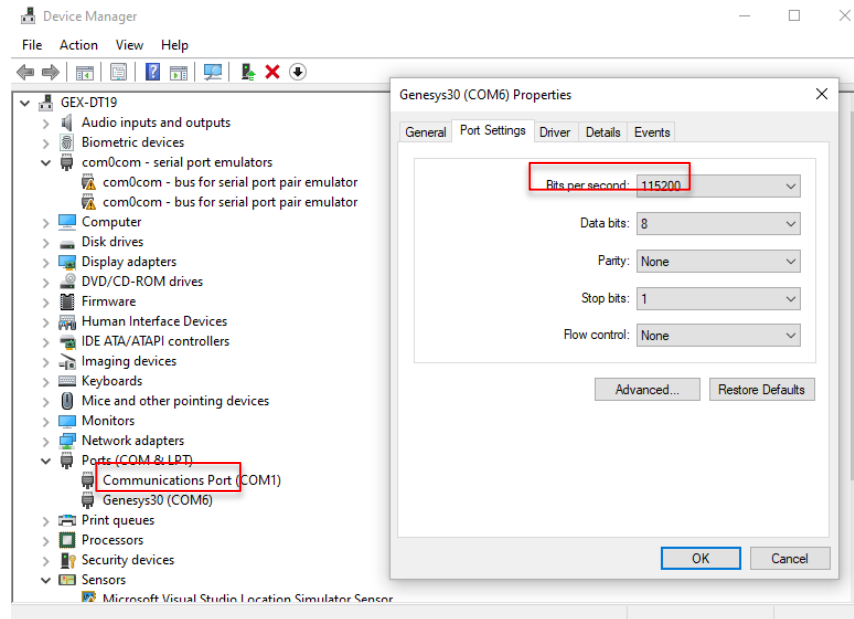 Device Manager
File Action View Help
GEX-DT19
Audio inputs and outputs
Biometric devices
com0com - serial port emulators
com0com - bus for serial port pair emulator
com0com - bus for serial port pair emulator
Computer
Disk drives
Display adapters
DVD/CD-ROM drives
Firmware
Human Interface Devices
IDE ATA/ATAPI controllers
Imaging devices
Keyboards
Mice and other pointing devices
Monitors
Network adapters
Ports (COM & LPT)
Communications Port (COM1)
Genesys30 (COM6)
Print queues
Processors
Security devices
Sensors
Microsoft Visual Studio Location Simulator Sensor
Genesys30 (COM6) Properties
General Port Settings Driver Details Events
Bits per second: 115200
Data bits: 8
Parity: None
Stop bits: 1
Flow control: None
Advanced... Restore Defaults
OK Cancel